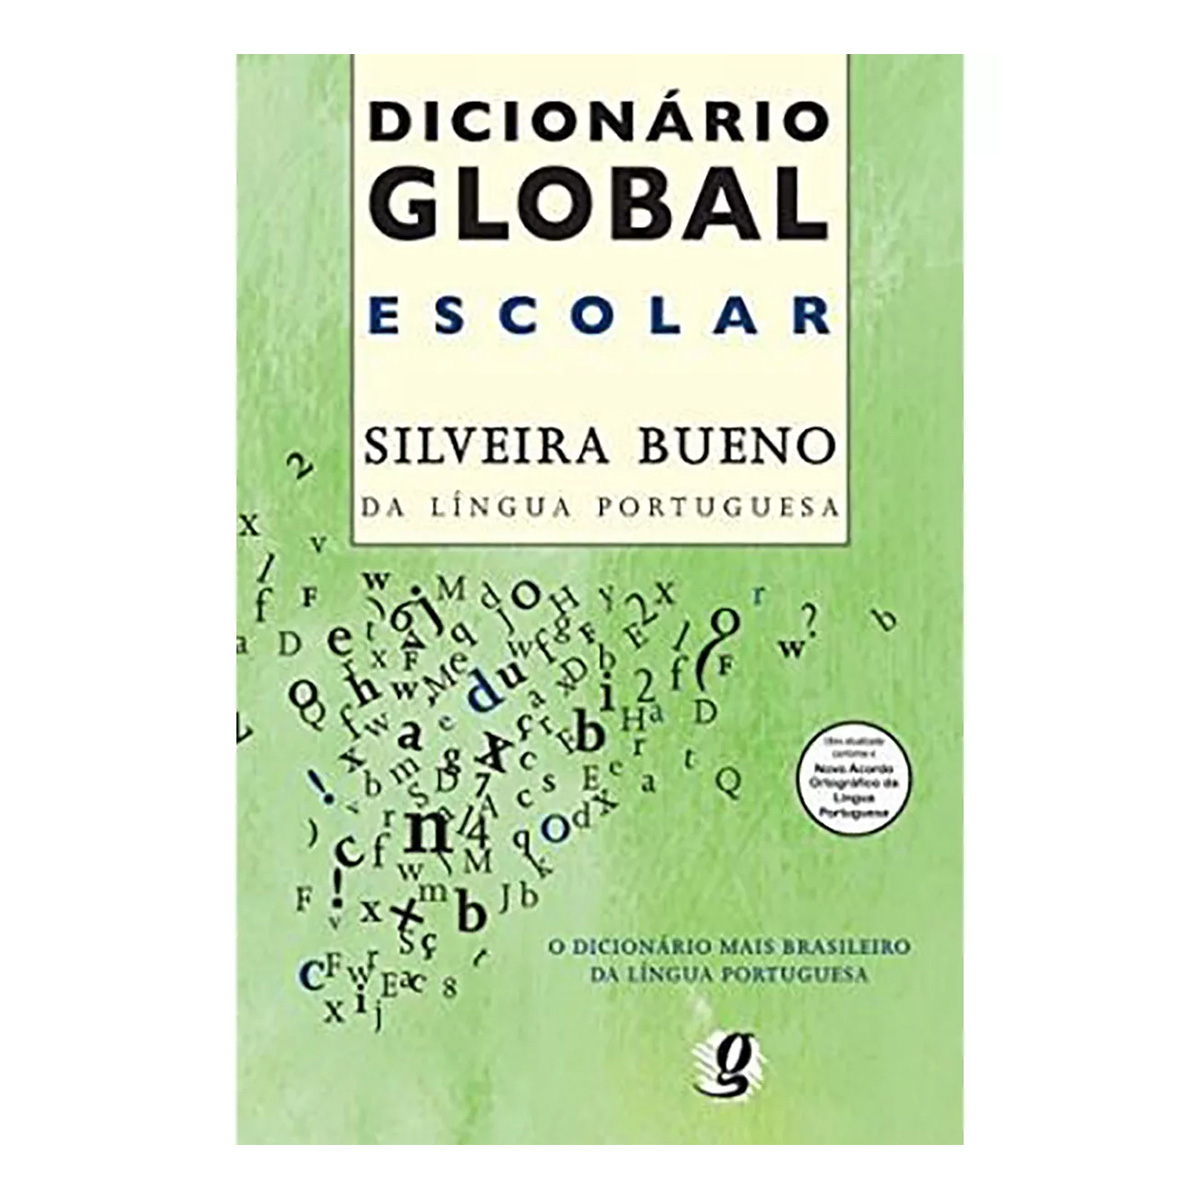 DICIONÁRIO
GLOBAL
ESCOLAR
SILVEIRA BUENO
DA LÍNGUA PORTUGUESA
Novo Acordo
Ortográfico da
Língua
Portuguesa
O DICIONÁRIO MAIS BRASILEIRO
DA LÍNGUA PORTUGUESA
g